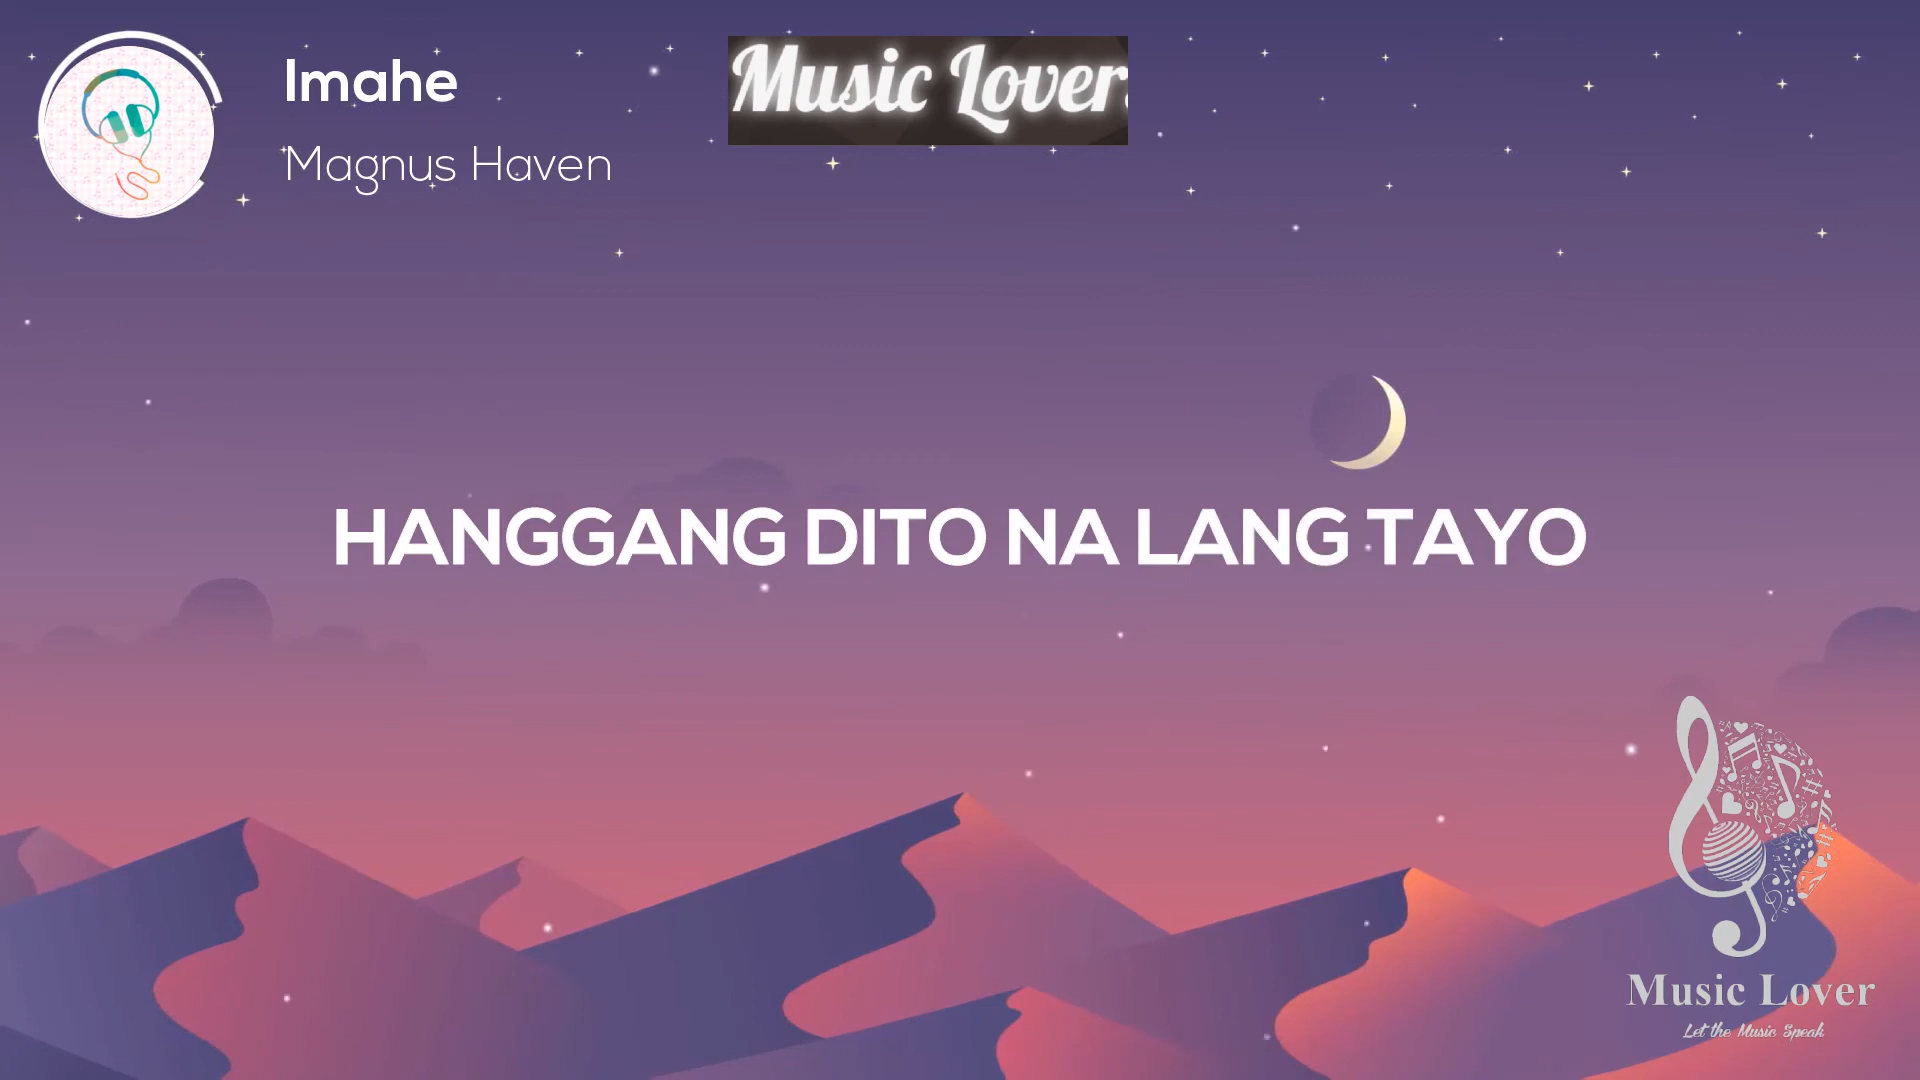 Imahe
Magnus Haven
Music Lover
HANGGANG DITO NA LANG TAYO
Music Lover
Let the Music Speak